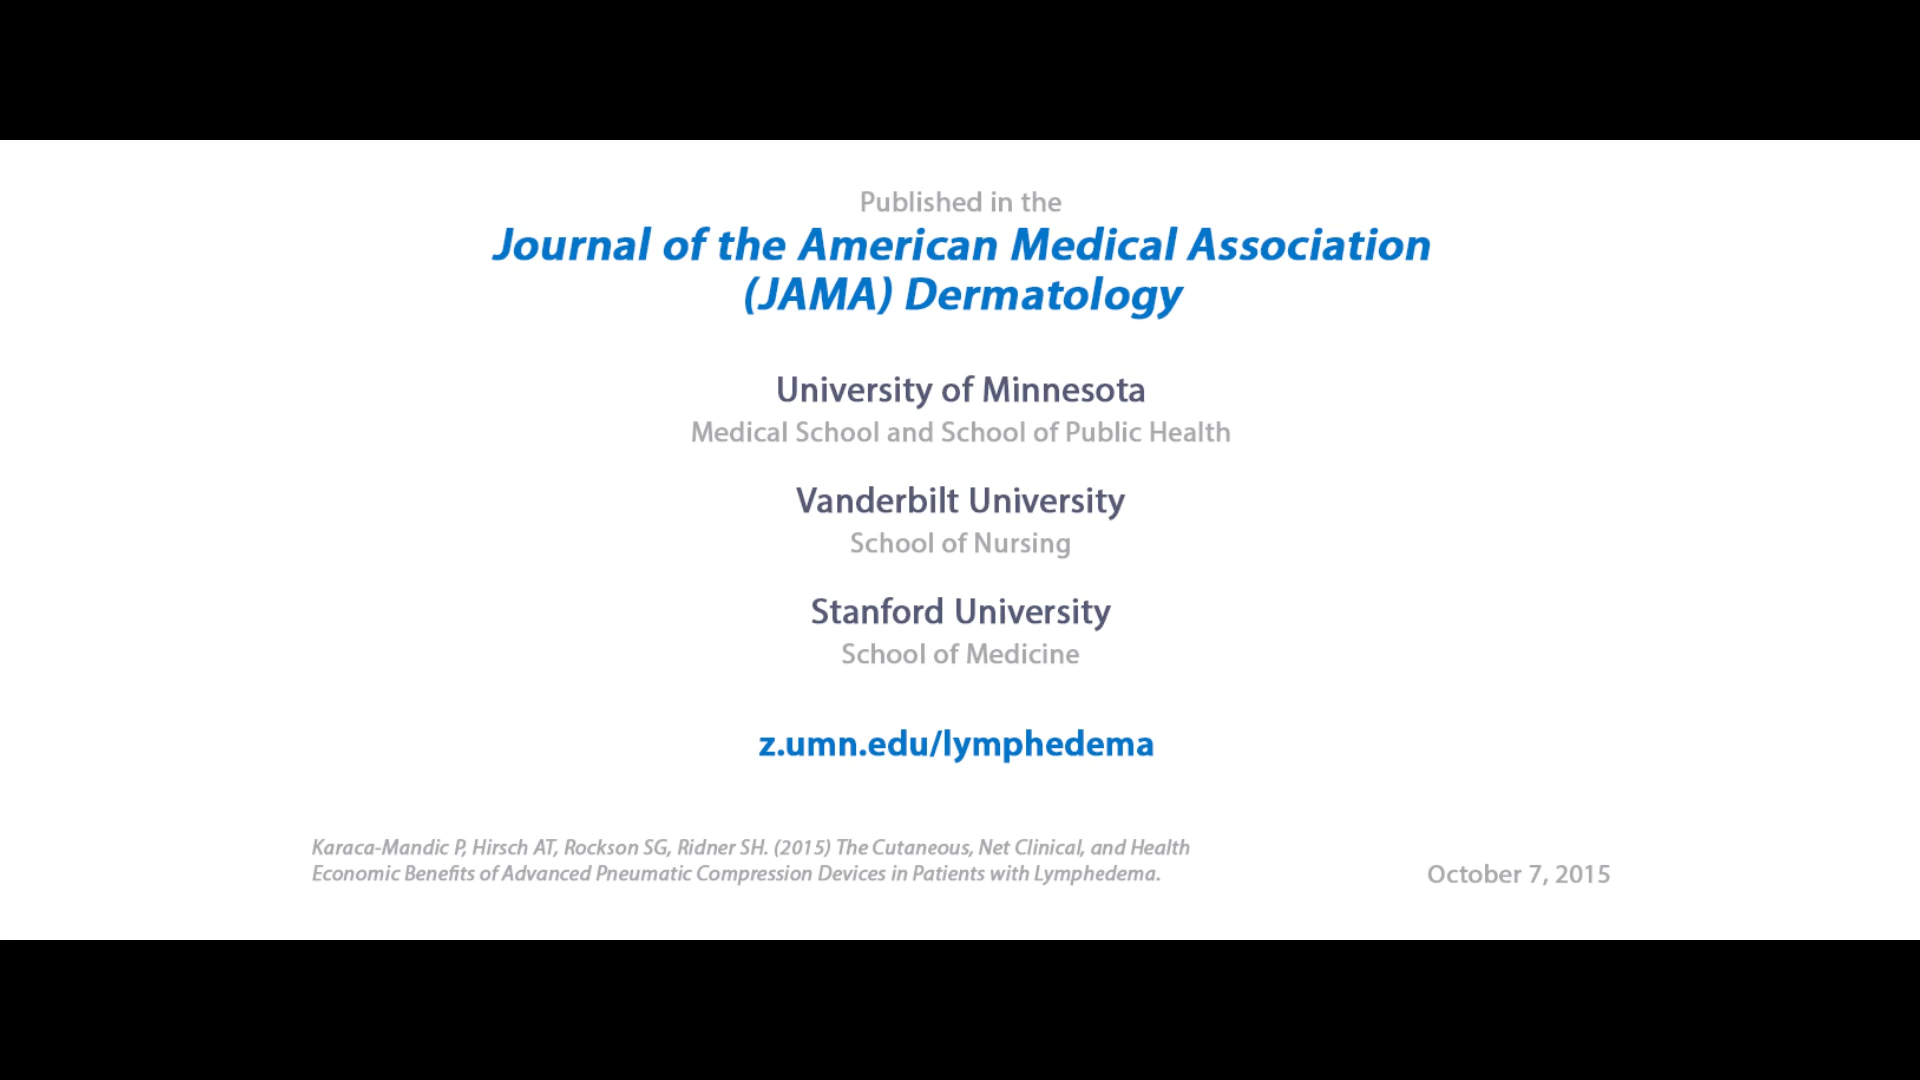 Published in the
Journal of the American Medical Association
(JAMA) Dermatology
University of Minnesota
Medical School and School of Public Health
Vanderbilt University
School of Nursing
Stanford University
School of Medicine
z.umn.edu/lymphedema
Karaca-Mandic P, Hirsch AT, Rockson SG, Ridner SH. (2015) The Cutaneous, Net Clinical, and Health
Economic Benefits of Advanced Pneumatic Compression Devices in Patients with Lymphedema.
October 7, 2015